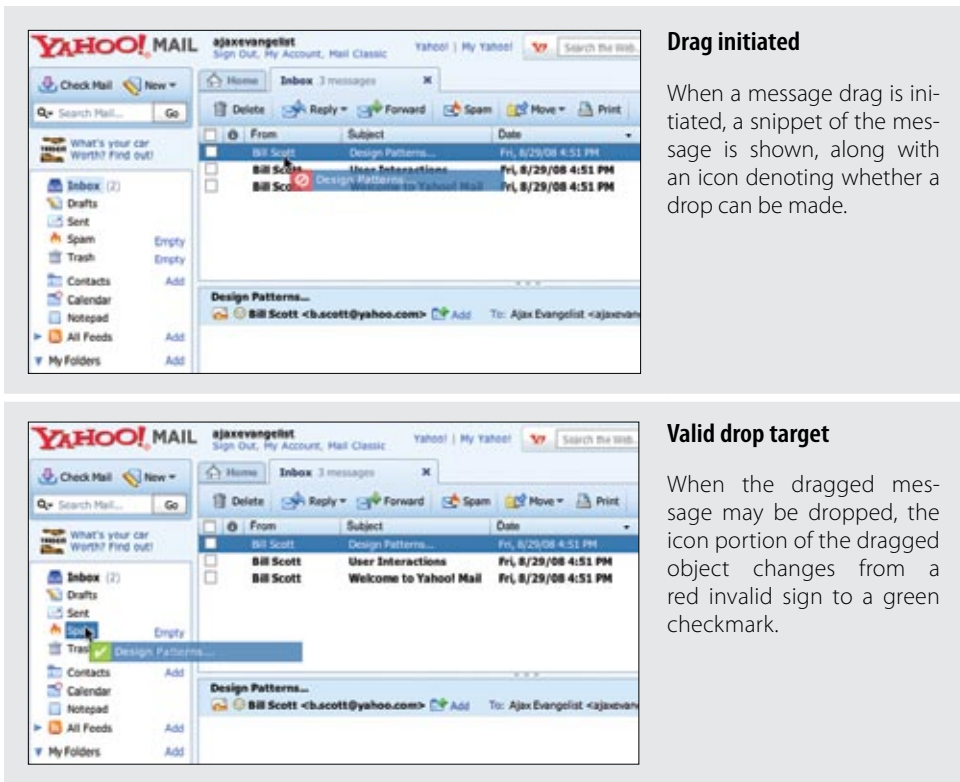 YAHOO! MAIL
ajaxevangelist
Sign Out, My Account, Mail Classic
Yahoo! | My Yahoo!
Search the Web
Check Mail New
Home Inbox 3 messages
Search Mail... Go
Delete Reply Forward Spam Move Print
From Subject Date
What's your car
Worth? Find out!
Bill Scott Design Patterns... Fri, 8/29/08 4:51 PM
Bill Scott User Interactions Fri, 8/29/08 4:51 PM
Bill Sco Design Patterns... Welcome to Yahoo! Mail Fri, 8/29/08 4:51 PM
Inbox (2)
Drafts
Sent
Spam Empty
Trash Empty
Contacts Add
Calendar
Notepad
All Feeds Add
My Folders Add
Design Patterns...
Bill Scott <b.scott@yahoo.com> Add To: Ajax Evangelist <ajaxevan
Drag initiated
When a message drag is ini-
tiated, a snippet of the mes-
sage is shown, along with
an icon denoting whether a
drop can be made.
YAHOO! MAIL
ajaxevangelist
Sign Out, My Account, Mail Classic
Yahoo! | My Yahoo!
Search the Web
Check Mail New
Home Inbox 3 messages
Search Mail... Go
Delete Reply Forward Spam Move Print
From Subject Date
What's your car
Worth? Find out!
Bill Scott Design Patterns... Fri, 8/29/08 4:51 PM
Bill Scott User Interactions Fri, 8/29/08 4:51 PM
Bill Scott Welcome to Yahoo! Mail Fri, 8/29/08 4:51 PM
Inbox (2)
Drafts
Sent
Spam Empty
Tras Design Patterns...
Contacts Add
Calendar
Notepad
All Feeds Add
My Folders Add
Design Patterns...
Bill Scott <b.scott@yahoo.com> Add To: Ajax Evangelist <ajaxevan
Valid drop target
When the dragged mes-
sage may be dropped, the
icon portion of the dragged
object changes from a
red invalid sign to a green
checkmark.